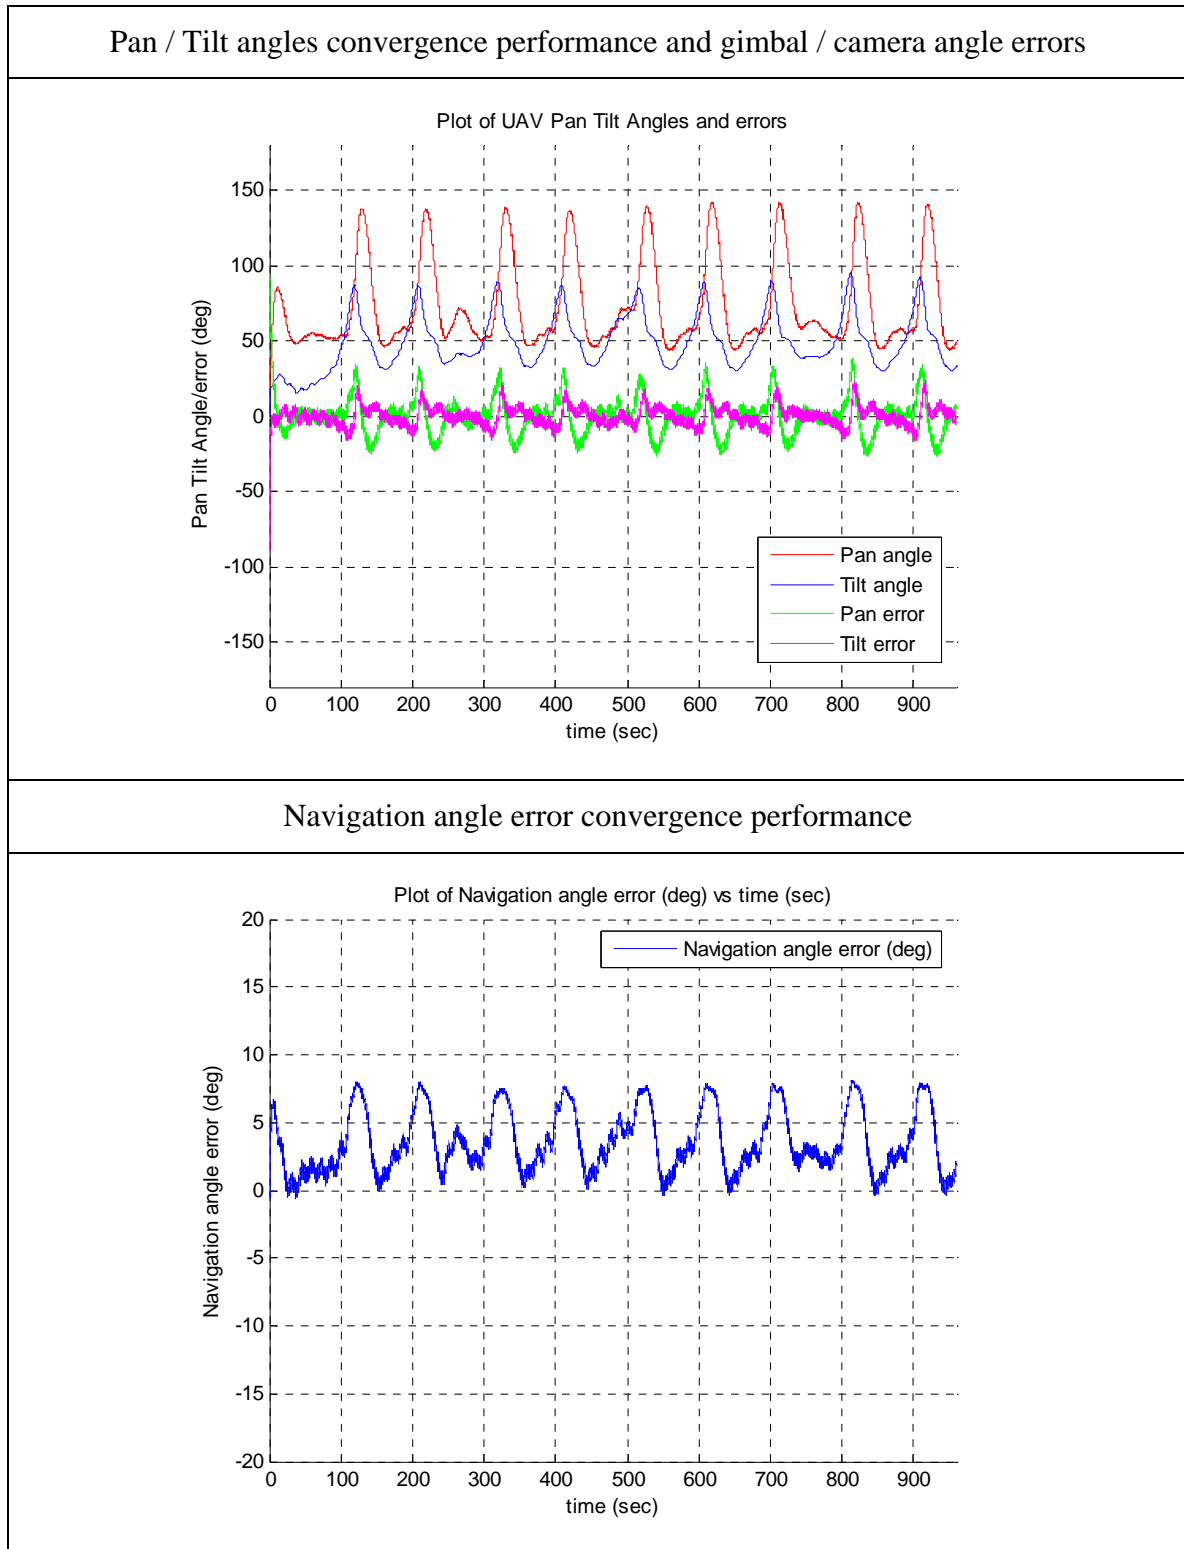 Pan / Tilt angles convergence performance and gimbal / camera angle errors
Plot of UAV Pan Tilt Angles and errors
Pan Tilt Angle/error (deg)
150
100
50
0
-50
-100
-150
Pan angle
Tilt angle
Pan error
Tilt error
0 100 200 300 400 500 600 700 800 900
time (sec)
Navigation angle error convergence performance
Plot of Navigation angle error (deg) vs time (sec)
Navigation angle error (deg)
20
15
10
5
0
-5
-10
-15
-20
Navigation angle error (deg)
0 100 200 300 400 500 600 700 800 900
time (sec)